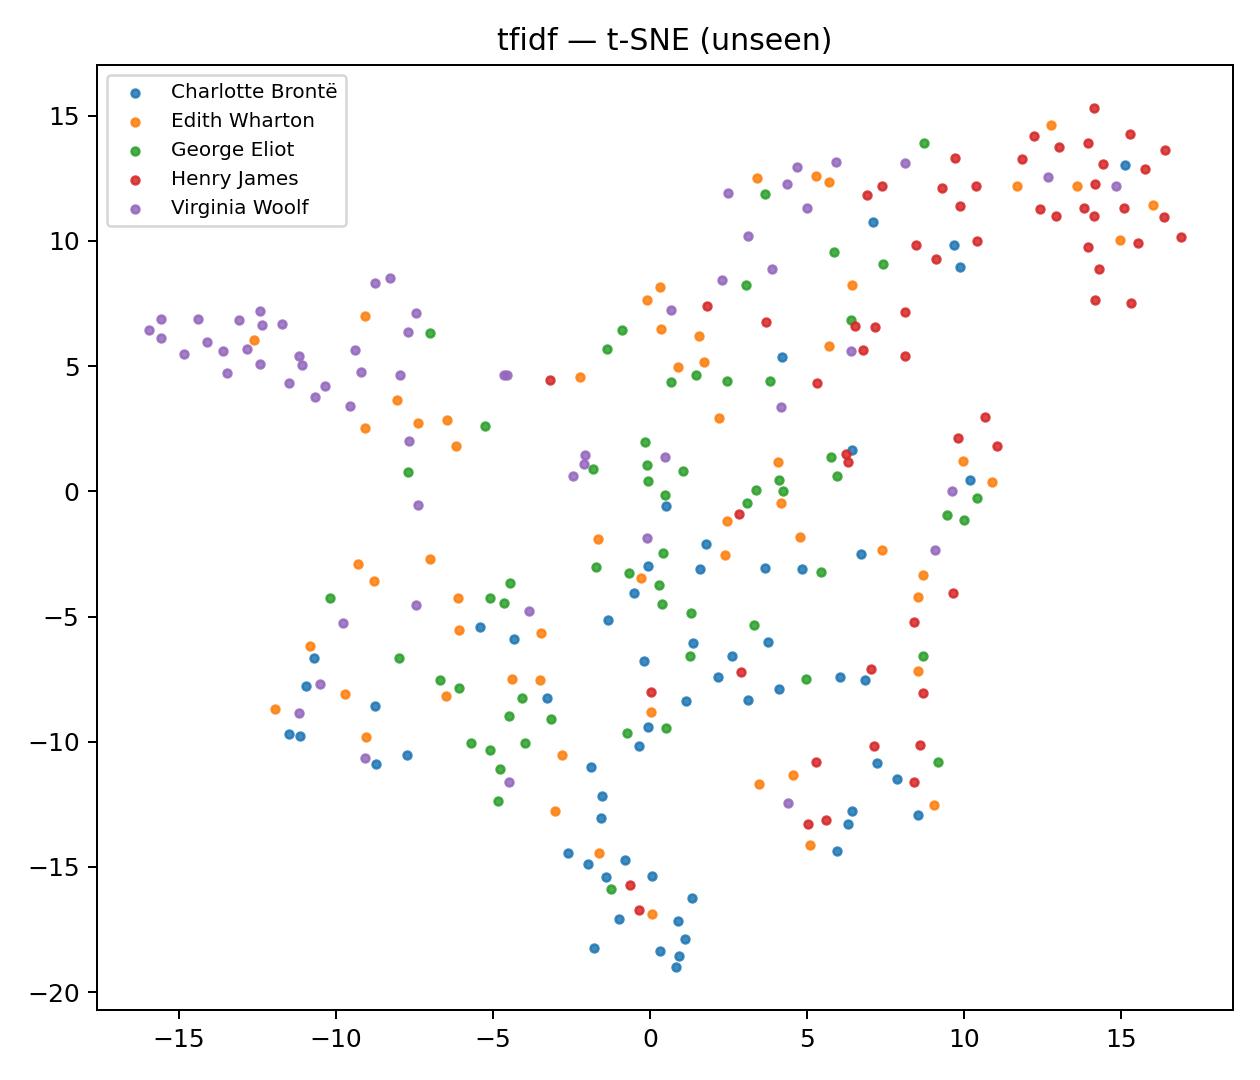 tfidf — t-SNE (unseen)
Charlotte Brontë
Edith Wharton
George Eliot
Henry James
Virginia Woolf
15
10
5
0
−5
−10
−15
−20
−15
−10
−5
0
5
10
15